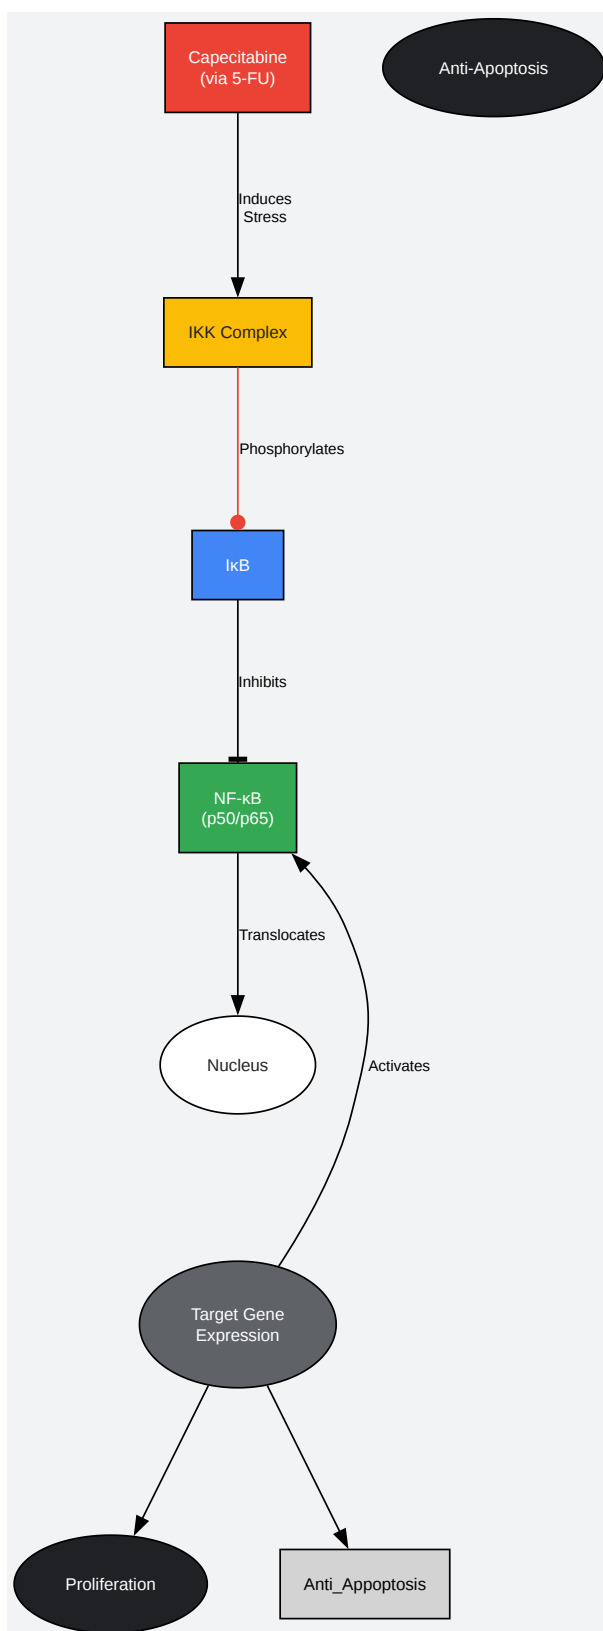 Capecitabine
(via 5-FU)
Anti-Apoptosis
Induces
Stress
IKK Complex
Phosphorylates
IκB
Inhibits
NF-κB
(p50/p65)
Translocates
Nucleus
Activates
Target Gene
Expression
Proliferation
Anti_Appoptosis